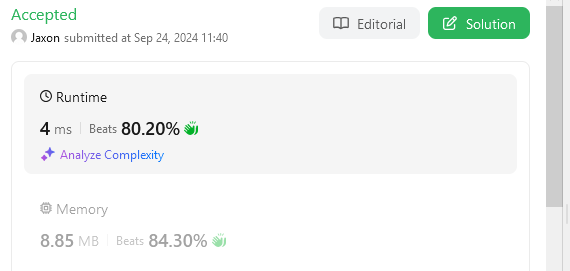 Accepted
Editorial
Solution
Jaxon submitted at Sep 24, 2024 11:40
Runtime
4 ms Beats 80.20%
Analyze Complexity
Memory
8.85 MB Beats 84.30%